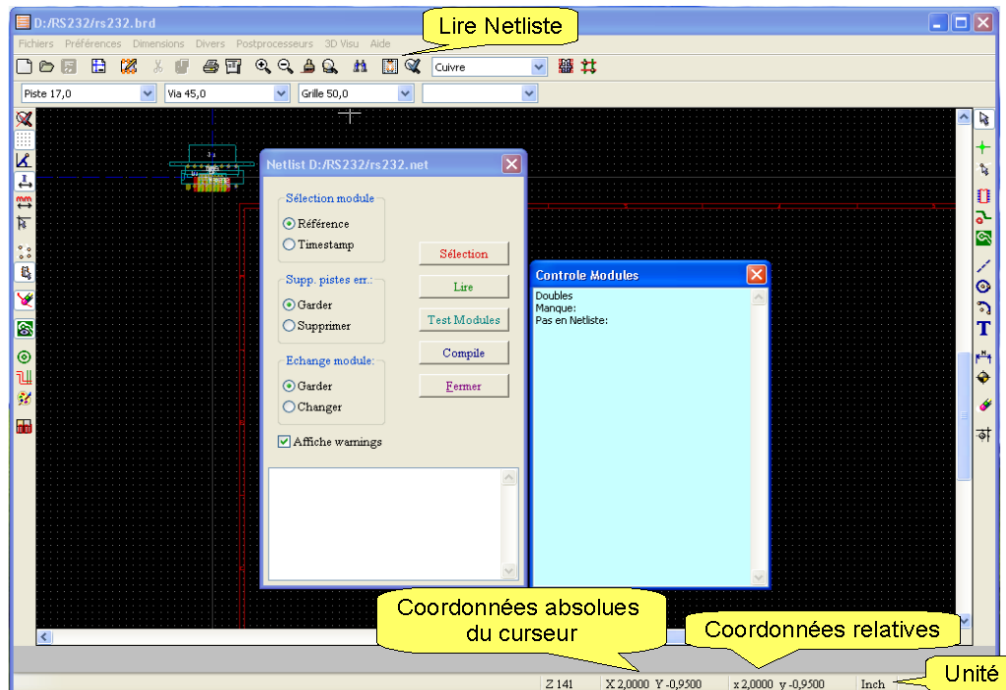 D:/RS232/rs232.brd
Lire Netliste
Fichiers Préférences Dimensions Divers Postprocesseurs 3D Visu Aide
Cuivre
Piste 17,0 Via 45,0 Grille 50,0
Netlist D:/RS232/rs232.net
Sélection module
Référence
Timestamp
Supp. pistes err.:
Garder
Supprimer
Echange module:
Garder
Changer
Affiche warnings
Sélection
Lire
Test Modules
Compile
Fermer
Controle Modules
Doubles
Manque:
Pas en Netliste:
Coordonnées absolues
du curseur
Coordonnées relatives
Unité
Z 141 X 2,0000 Y -0,9500 x 2,0000 y -0,9500 Inch